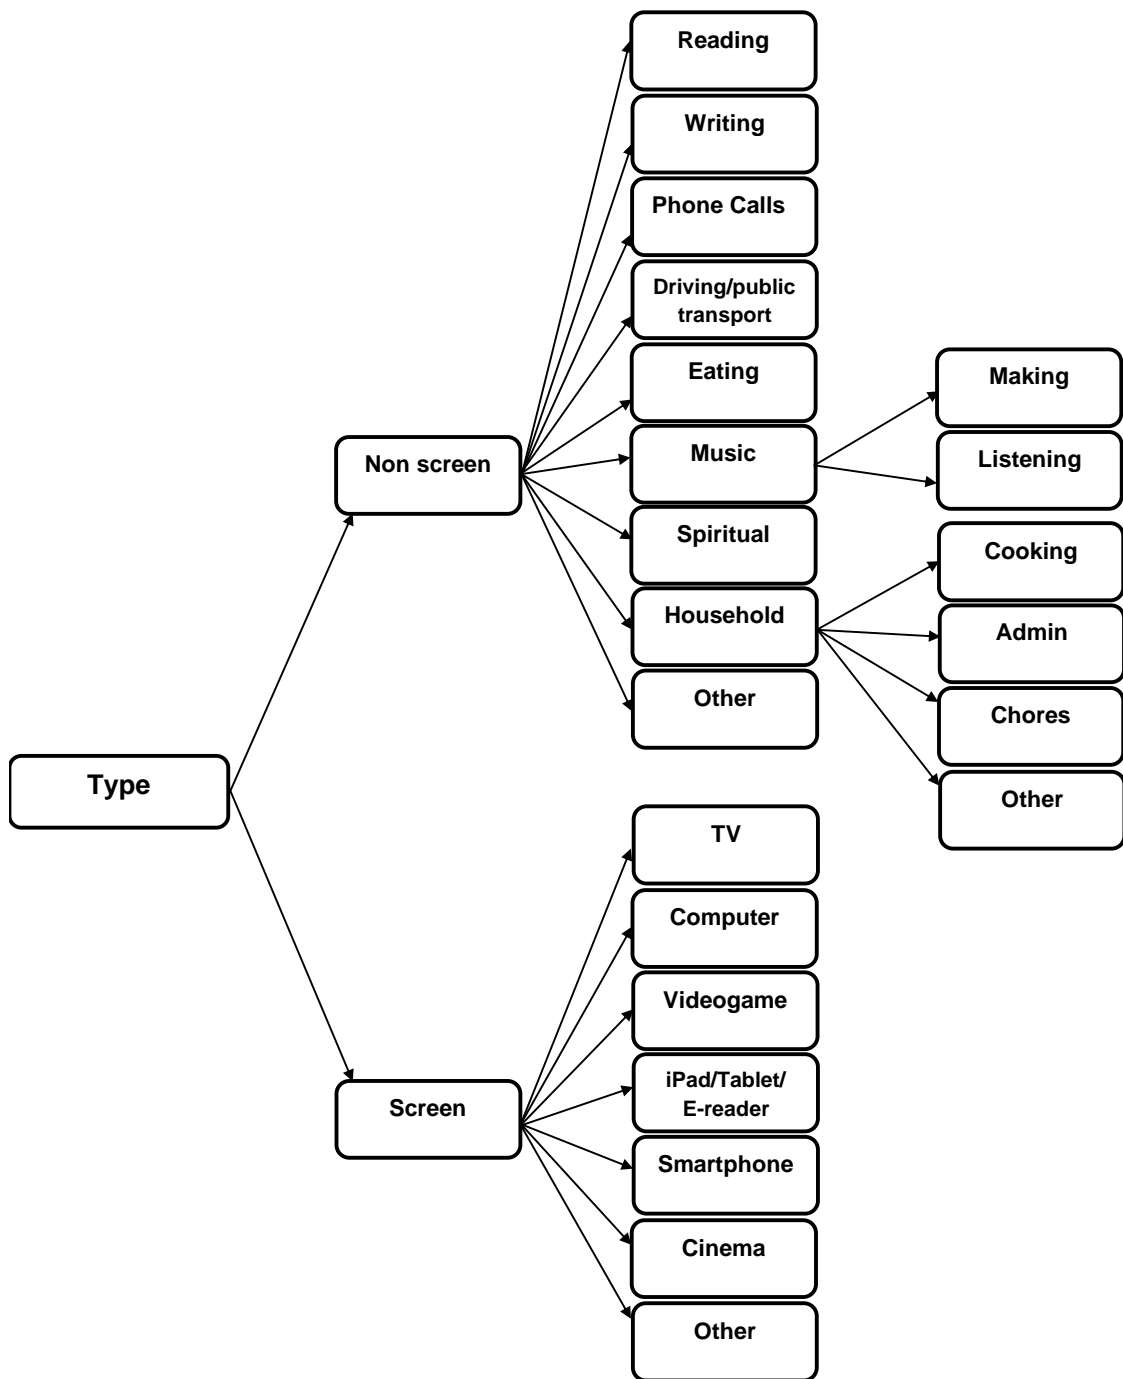 Type
Non screen
Reading
Writing
Phone Calls
Driving/public
transport
Eating
Music
Making
Listening
Spiritual
Household
Cooking
Admin
Chores
Other
Other
Screen
TV
Computer
Videogame
iPad/Tablet/
E-reader
Smartphone
Cinema
Other